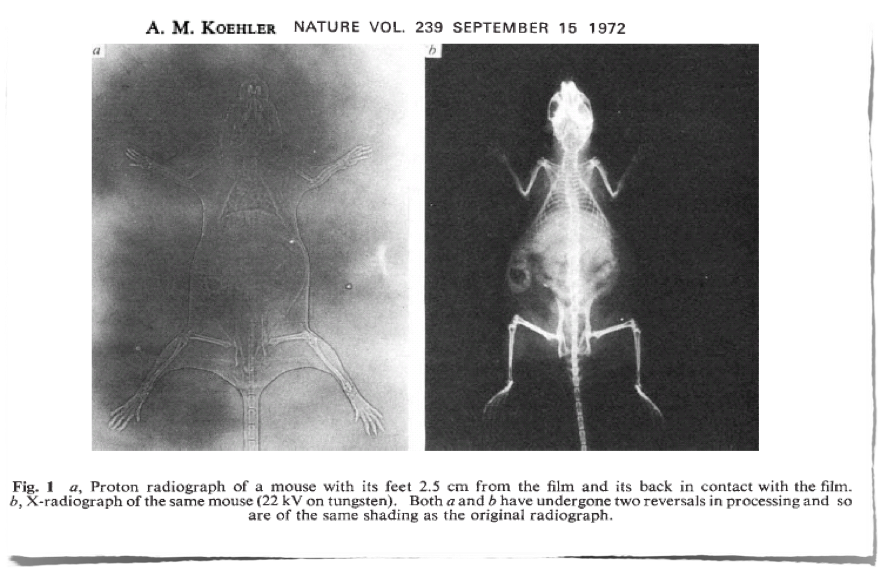 A. M. KOEHLER NATURE VOL. 239 SEPTEMBER 15 1972
a
b
Fig. 1 a, Proton radiograph of a mouse with its feet 2.5 cm from the film and its back in contact with the film.
b, X-radiograph of the same mouse (22 kV on tungsten). Both a and b have undergone two reversals in processing and so
are of the same shading as the original radiograph.